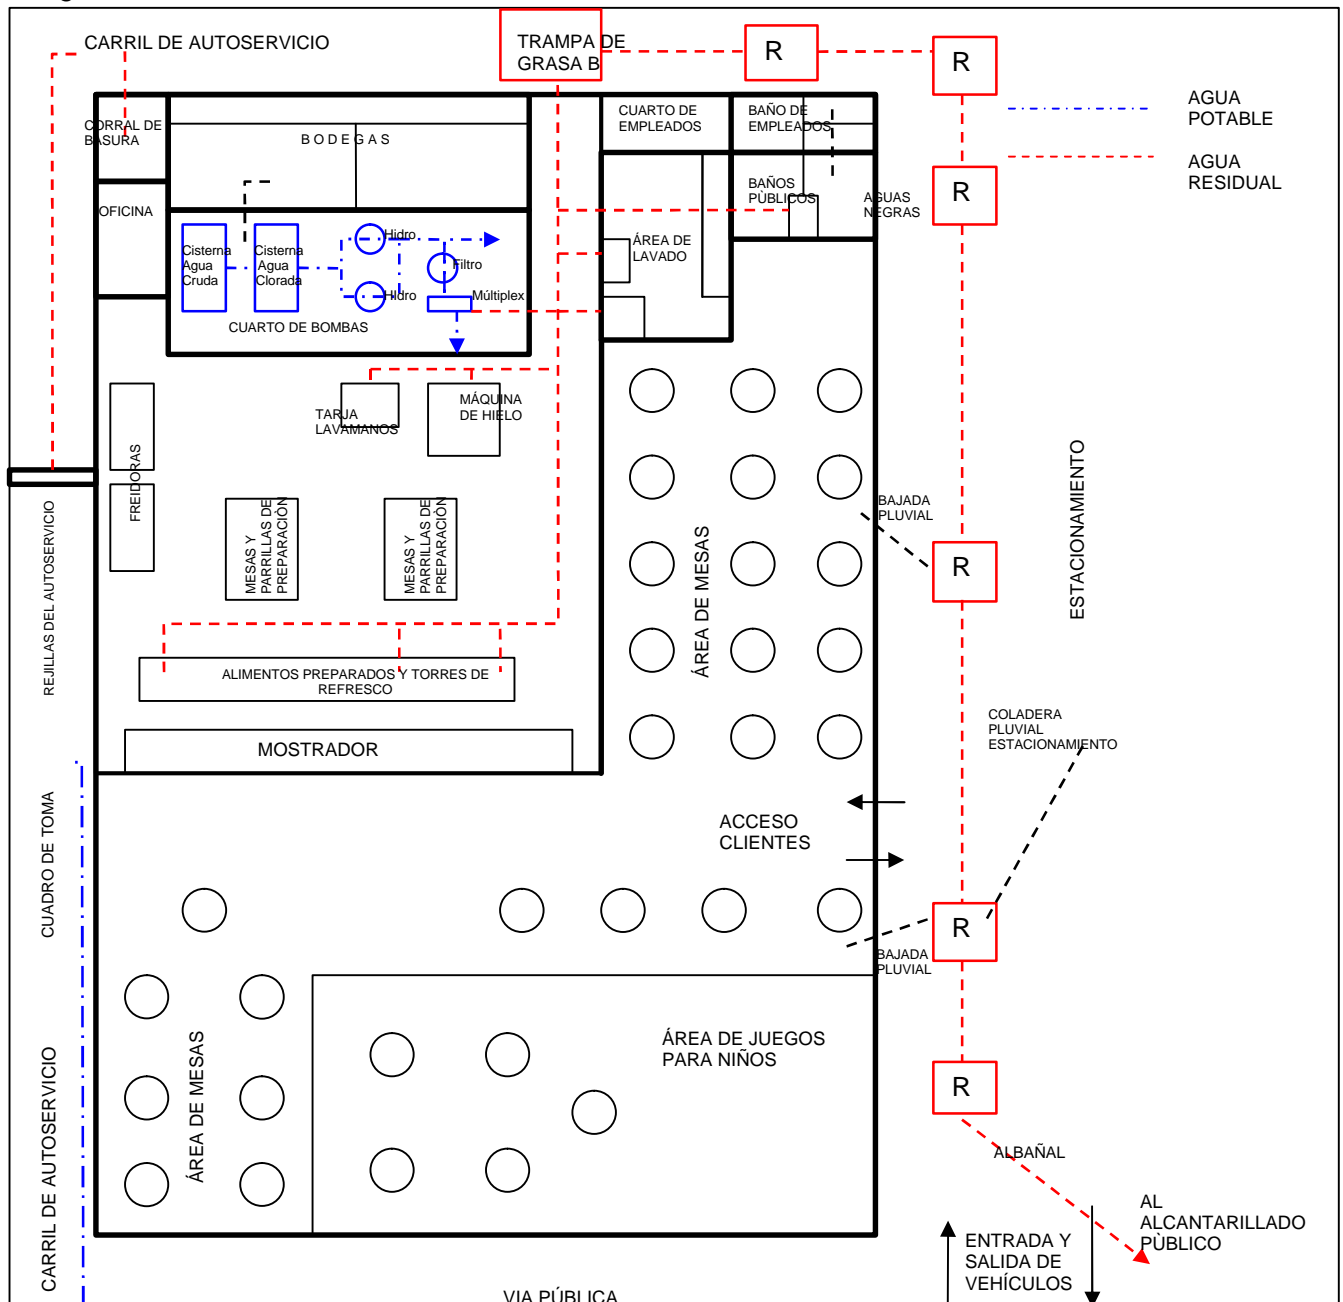 CARRIL DE AUTOSERVICIO
TRAMPA DE
GRASA B
R
R
AGUA
POTABLE
AGUA
RESIDUAL
CORRAL DE
BASURA
B O D E G A S
CUARTO DE
EMPLEADOS
BAÑO DE
EMPLEADOS
R
OFICINA
BAÑOS
PÙBLICOS
AGUAS
NEGRAS
Cisterna
Agua
Cruda
Cisterna
Agua
Clorada
Hidro
Filtro
HIdro
Múltiplex
ÁREA DE
LAVADO
CUARTO DE BOMBAS
TARJA
LAVAMANOS
MÁQUINA
DE HIELO
FREIDORAS
MESAS Y
PARRILLAS DE
PREPARACIÒN
MESAS Y
PARRILLAS DE
PREPARACIÒN
REJILLAS DEL AUTOSERVICIO
ÁREA DE MESAS
BAJADA
PLUVIAL
R
ESTACIONAMIENTO
ALIMENTOS PREPARADOS Y TORRES DE
REFRESCO
MOSTRADOR
COLADERA
PLUVIAL
ESTACIONAMIENTO
CUADRO DE TOMA
ACCESO
CLIENTES
R
BAJADA
PLUVIAL
CARRIL DE AUTOSERVICIO
ÁREA DE MESAS
ÁREA DE JUEGOS
PARA NIÑOS
R
ALBAÑAL
AL
ALCANTARILLADO
PÙBLICO
ENTRADA Y
SALIDA DE
VEHÍCULOS
VIA PÚBLICA